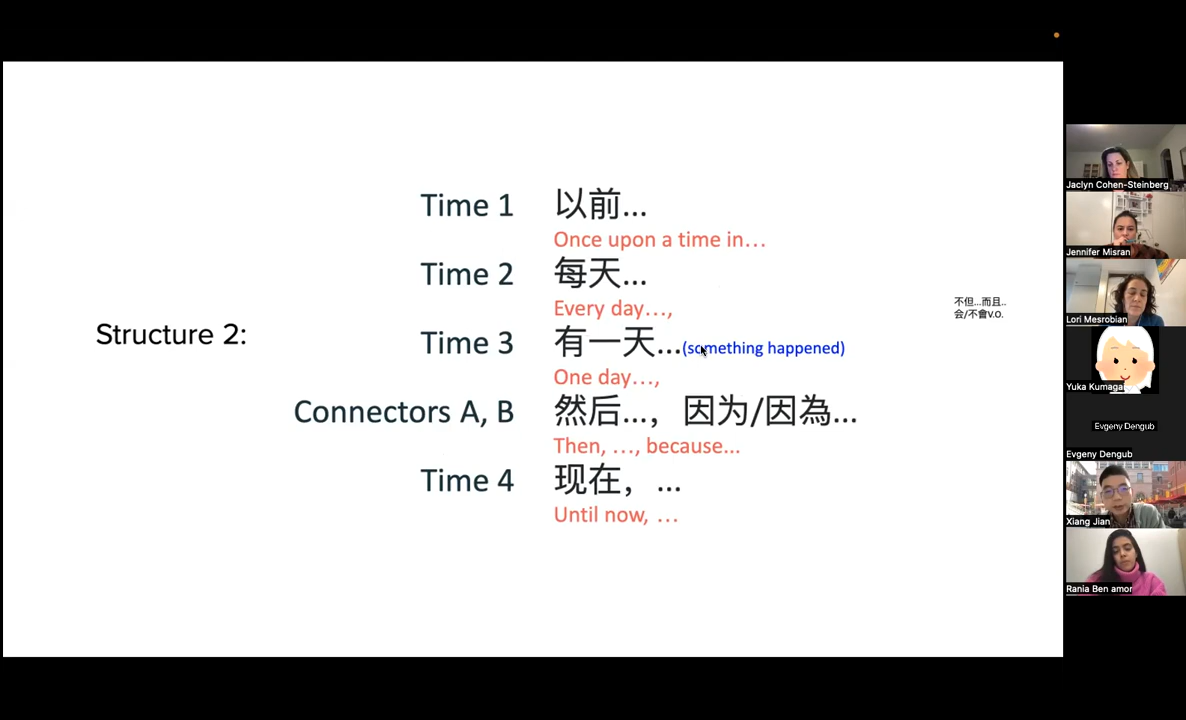 Structure 2:
Time 1 以前...
Once upon a time in…
Time 2 每天...
Every day…,
Time 3 有一天...(something happened)
One day…,
Connectors A, B 然后...，因为/因為...
Then, …, because...
Time 4 现在，...
Until now, …
不但...而且..
会/不會V.O.
Jaclyn Cohen-Steinberg
Jennifer Misran
Lori Mesrobian
Yuka Kumagai
Evgeny Dengub
Evgeny Dengub
Xiang Jian
Rania Ben amor